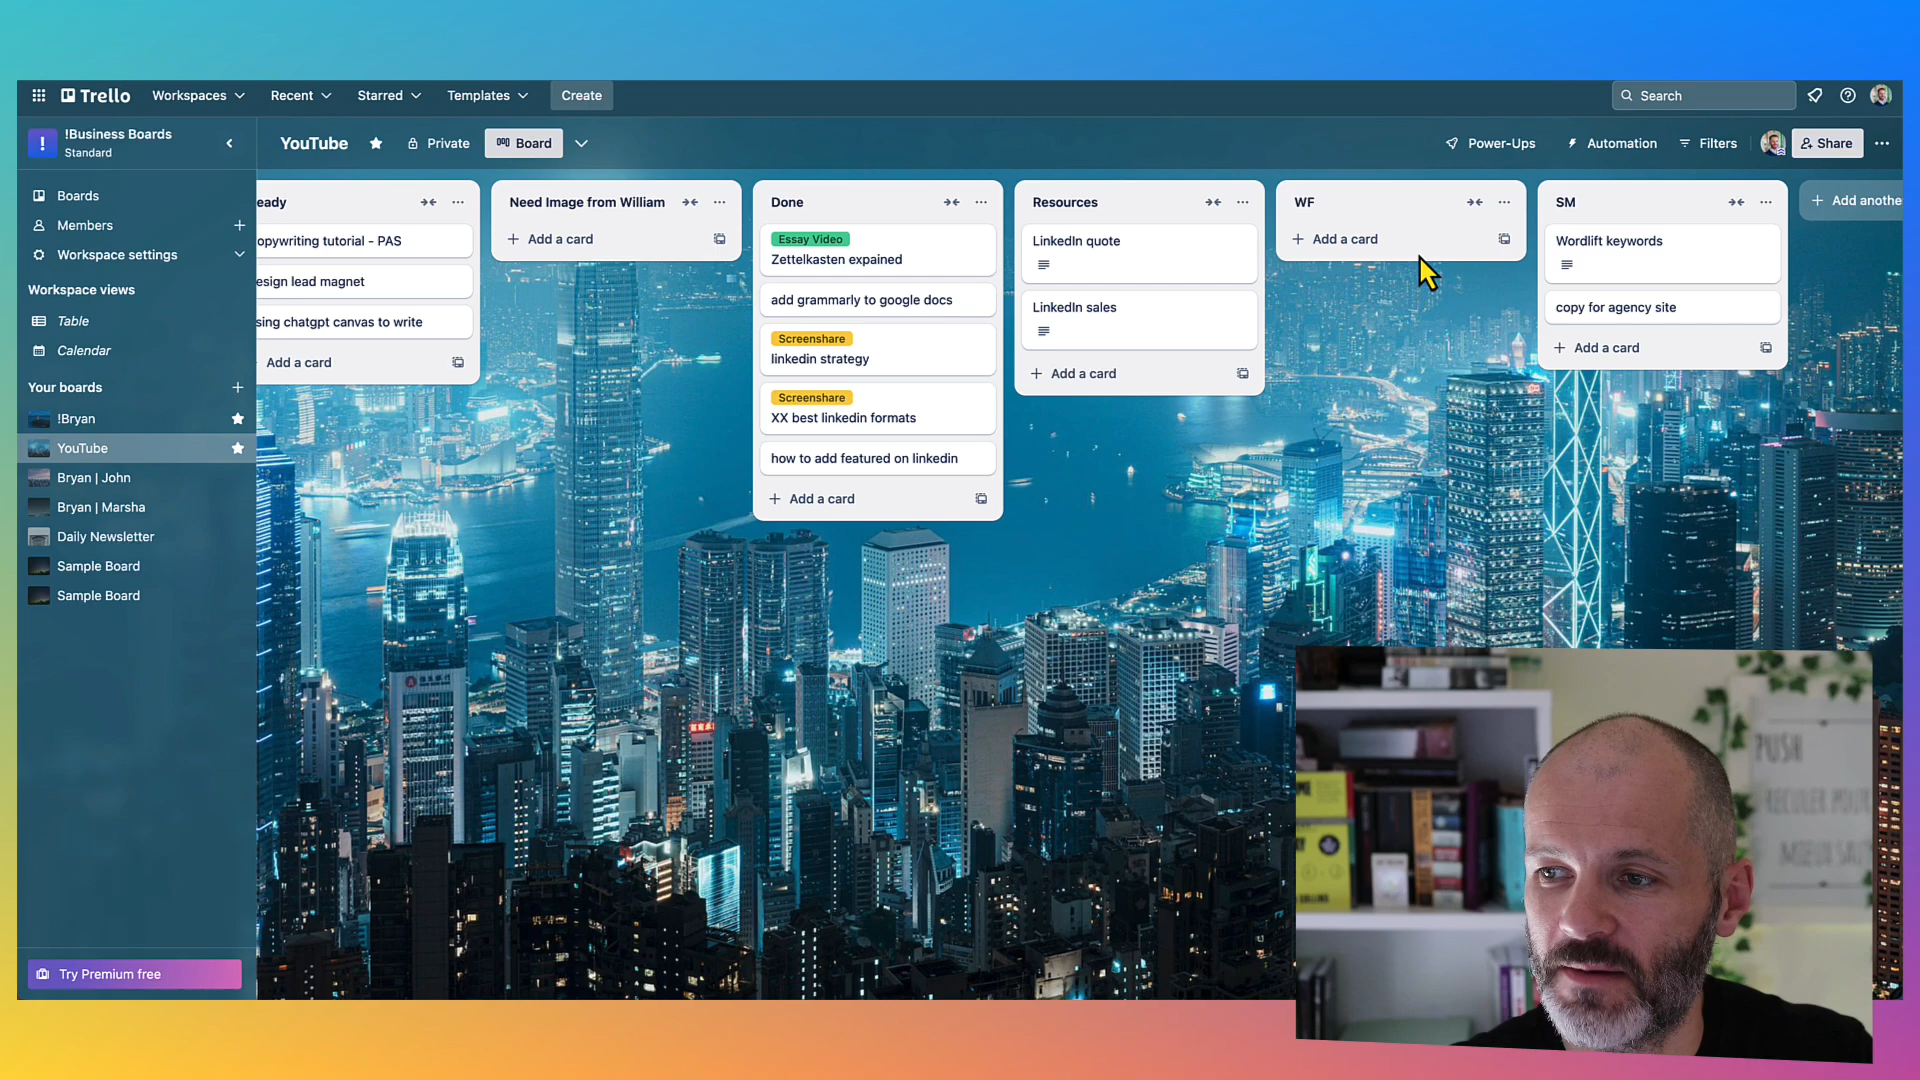 Trello
Workspaces
Recent
Starred
Templates
Create
Search
!
!Business Boards
Standard
YouTube
Private
Board
Power-Ups
Automation
Filters
Share
Boards
Members
Workspace settings
Workspace views
Table
Calendar
Your boards
!Bryan
YouTube
Bryan | John
Bryan | Marsha
Daily Newsletter
Sample Board
Sample Board
Try Premium free
eady
opywriting tutorial - PAS
esign lead magnet
sing chatgpt canvas to write
Add a card
Need Image from William
Add a card
Done
Essay Video
Zettelkasten expained
add grammarly to google docs
Screenshare
linkedin strategy
Screenshare
XX best linkedin formats
how to add featured on linkedin
Add a card
Resources
LinkedIn quote
LinkedIn sales
Add a card
WF
Add a card
SM
Wordlift keywords
copy for agency site
Add a card
Add anothe
PUSH
RECULER POUR
MIEUX SAU